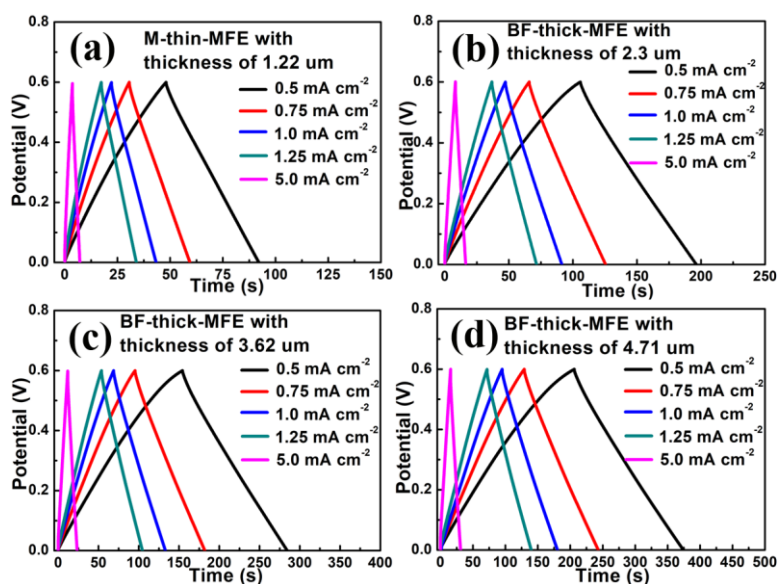 (a)
M-thin-MFE with
thickness of 1.22 um
0.5 mA cm-2
0.75 mA cm-2
1.0 mA cm-2
1.25 mA cm-2
5.0 mA cm-2
Potential (V)
0.6
0.4
0.2
0.0
0 25 50 75 100 125 150
Time (s)
(b)
BF-thick-MFE with
thickness of 2.3 um
0.5 mA cm-2
0.75 mA cm-2
1.0 mA cm-2
1.25 mA cm-2
5.0 mA cm-2
Potential (V)
0.8
0.6
0.4
0.2
0.0
0 50 100 150 200 250
Time (s)
(c)
BF-thick-MFE with
thickness of 3.62 um
0.5 mA cm-2
0.75 mA cm-2
1.0 mA cm-2
1.25 mA cm-2
5.0 mA cm-2
Potential (V)
0.8
0.6
0.4
0.2
0.0
0 50 100 150 200 250 300 350 400
Time (s)
(d)
BF-thick-MFE with
thickness of 4.71 um
0.5 mA cm-2
0.75 mA cm-2
1.0 mA cm-2
1.25 mA cm-2
5.0 mA cm-2
Potential (V)
0.8
0.6
0.4
0.2
0.0
0 50 100 150 200 250 300 350 400 450 500
Time (s)